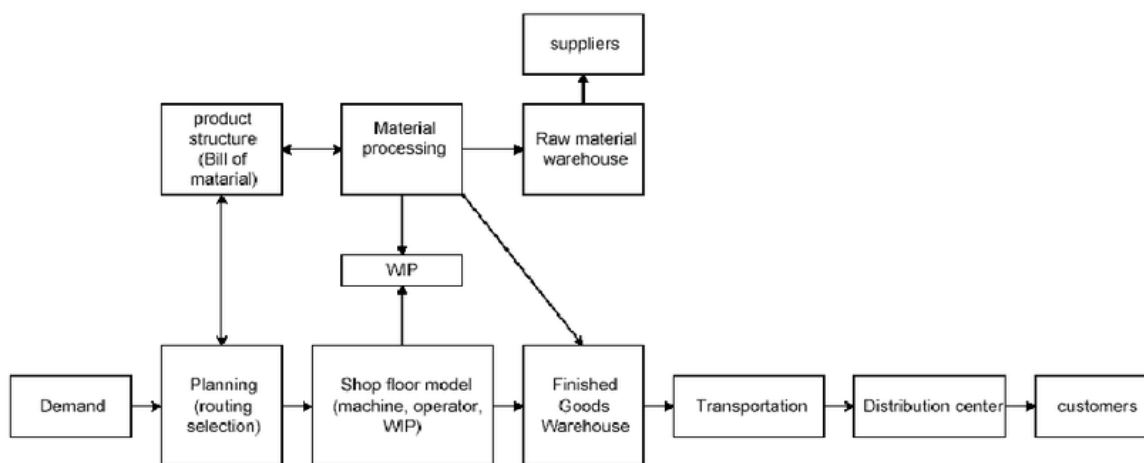 suppliers
product
structure
(Bill of
matarial)
Material
processing
Raw material
warehouse
WIP
Demand
Planning
(routing
selection)
Shop floor model
(machine, operator,
WIP)
Finished
Goods
Warehouse
Transportation
Distribution center
customers